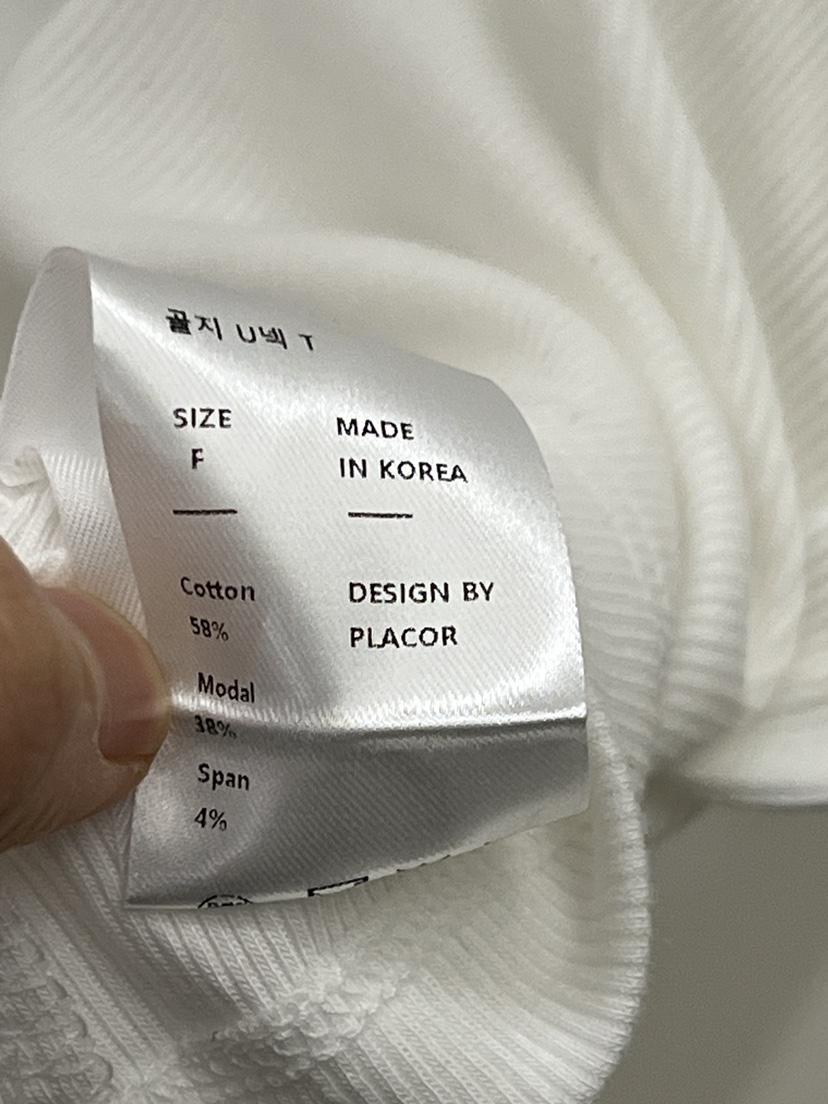 골지 U넥 T
SIZE
F
MADE
IN KOREA
Cotton
58%
Modal
38%
Span
4%
DESIGN BY
PLACOR